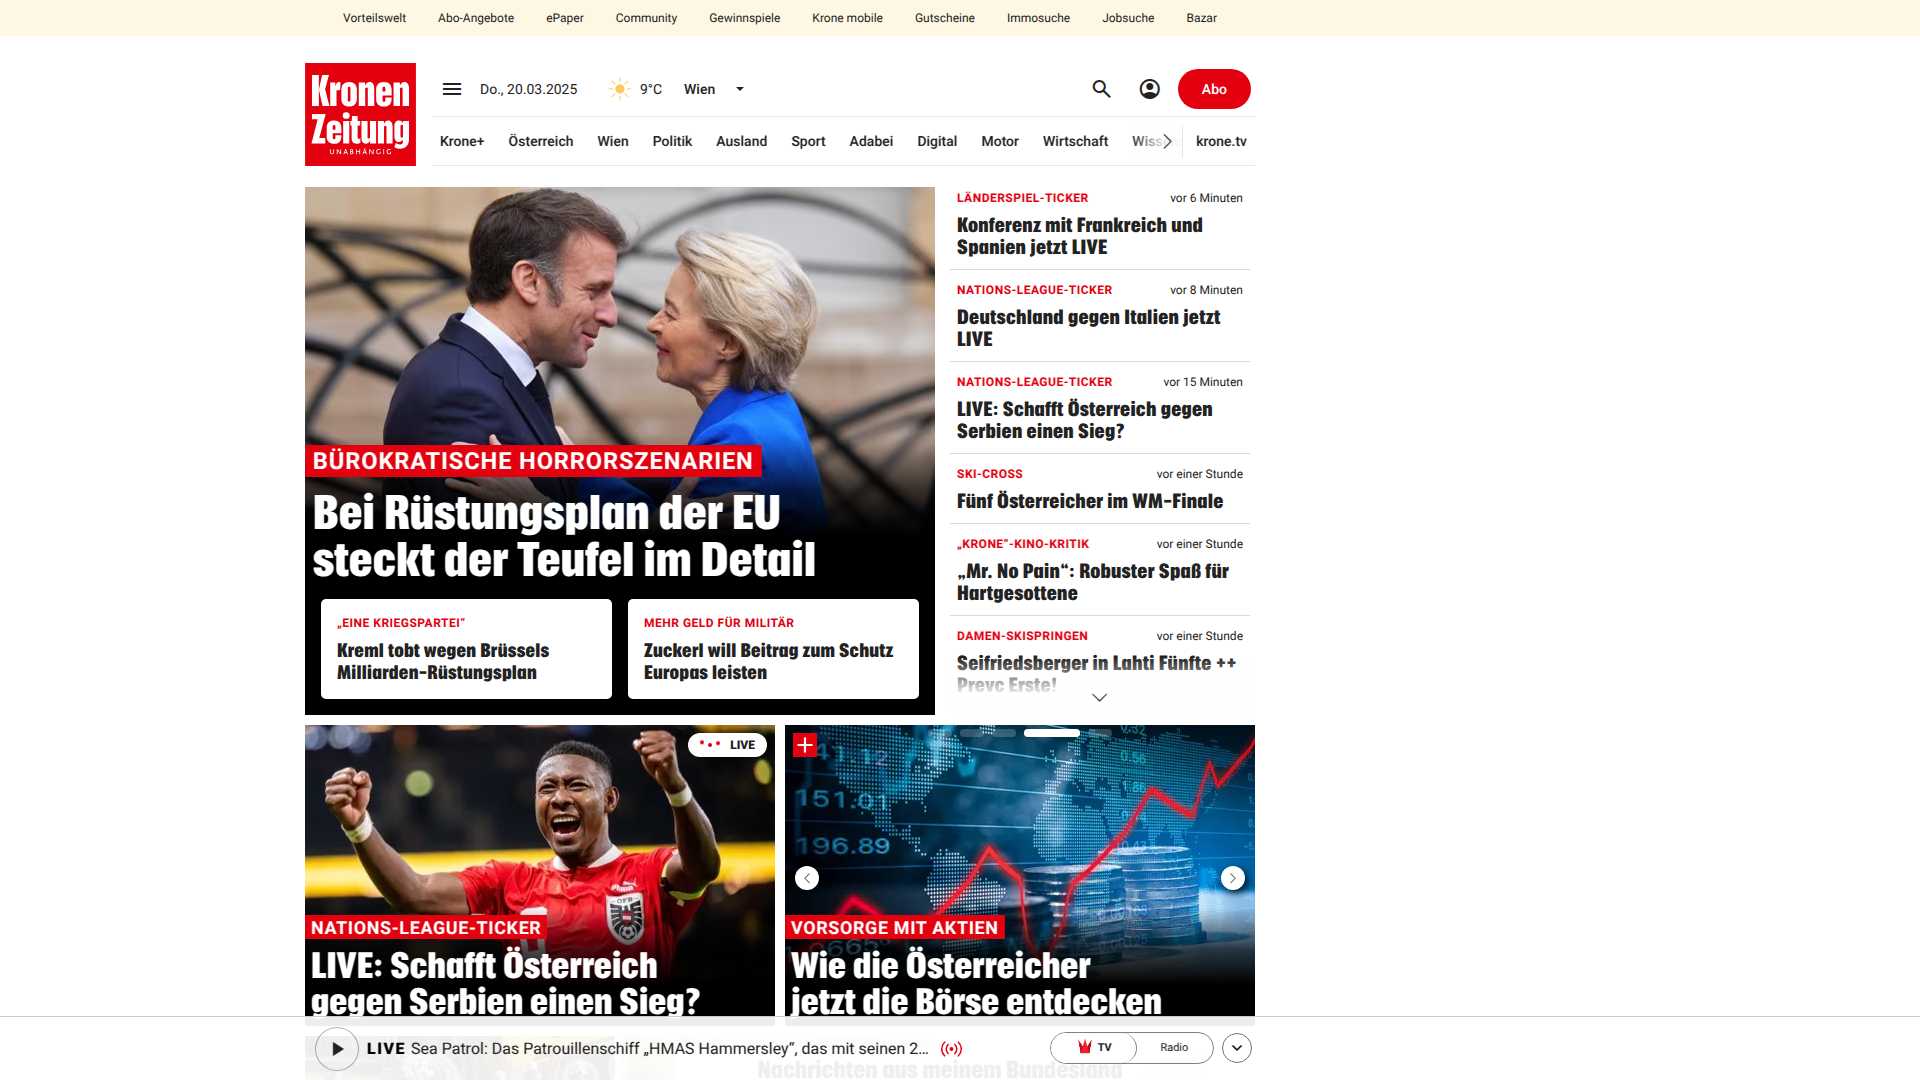 Vorteilswelt Abo-Angebote ePaper Community Gewinnspiele Krone mobile Gutscheine Immosuche Jobsuche Bazar
Kronen
Zeitung
UNABHÄNGIG
Do., 20.03.2025 9°C Wien
Abo
Krone+ Österreich Wien Politik Ausland Sport Adabei Digital Motor Wirtschaft Wiss krone.tv
BÜROKRATISCHE HORRORSZENARIEN
Bei Rüstungsplan der EU
steckt der Teufel im Detail
„EINE KRIEGSPARTEI“
Kreml tobt wegen Brüssels
Milliarden-Rüstungsplan
MEHR GELD FÜR MILITÄR
Zuckerl will Beitrag zum Schutz
Europas leisten
LÄNDERSPIEL-TICKER vor 6 Minuten
Konferenz mit Frankreich und
Spanien jetzt LIVE
NATIONS-LEAGUE-TICKER vor 8 Minuten
Deutschland gegen Italien jetzt
LIVE
NATIONS-LEAGUE-TICKER vor 15 Minuten
LIVE: Schafft Österreich gegen
Serbien einen Sieg?
SKI-CROSS vor einer Stunde
Fünf Österreicher im WM-Finale
„KRONE“-KINO-KRITIK vor einer Stunde
„Mr. No Pain“: Robuster Spaß für
Hartgesottene
DAMEN-SKISPRINGEN vor einer Stunde
Seifriedsberger in Lahti Fünfte ++
Prevc Erste!
LIVE
NATIONS-LEAGUE-TICKER
LIVE: Schafft Österreich
gegen Serbien einen Sieg?
151.01
196.89
0.56
VORSORGE MIT AKTIEN
Wie die Österreicher
jetzt die Börse entdecken
LIVE Sea Patrol: Das Patrouillenschiff „HMAS Hammersley“, das mit seinen 2...
TV Radio
Nachrichten aus meinem Bundesland